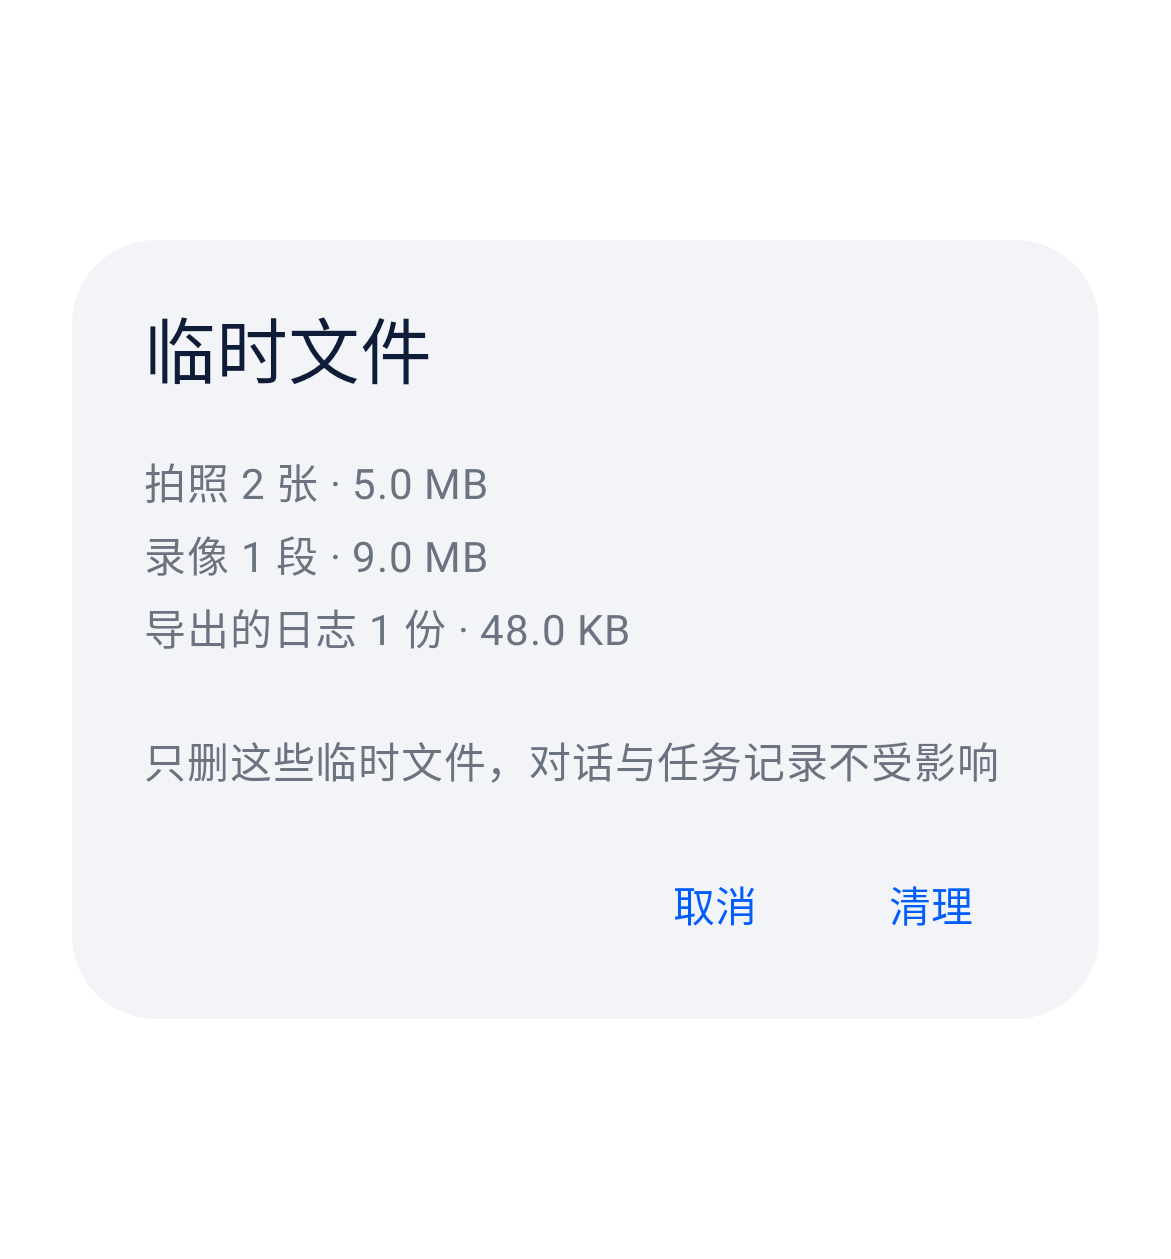 临时文件
拍照 2 张 · 5.0 MB
录像 1 段 · 9.0 MB
导出的日志 1 份 · 48.0 KB
只删这些临时文件，对话与任务记录不受影响
取消
清理